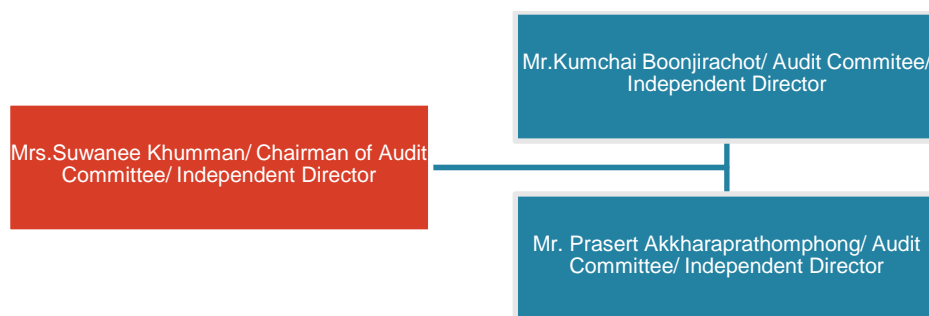 Mr.Kumchai Boonjirachot/ Audit Commitee/
Independent Director
Mrs.Suwanee Khumman/ Chairman of Audit
Committee/ Independent Director
Mr. Prasert Akkharaprathomphong/ Audit
Committee/ Independent Director